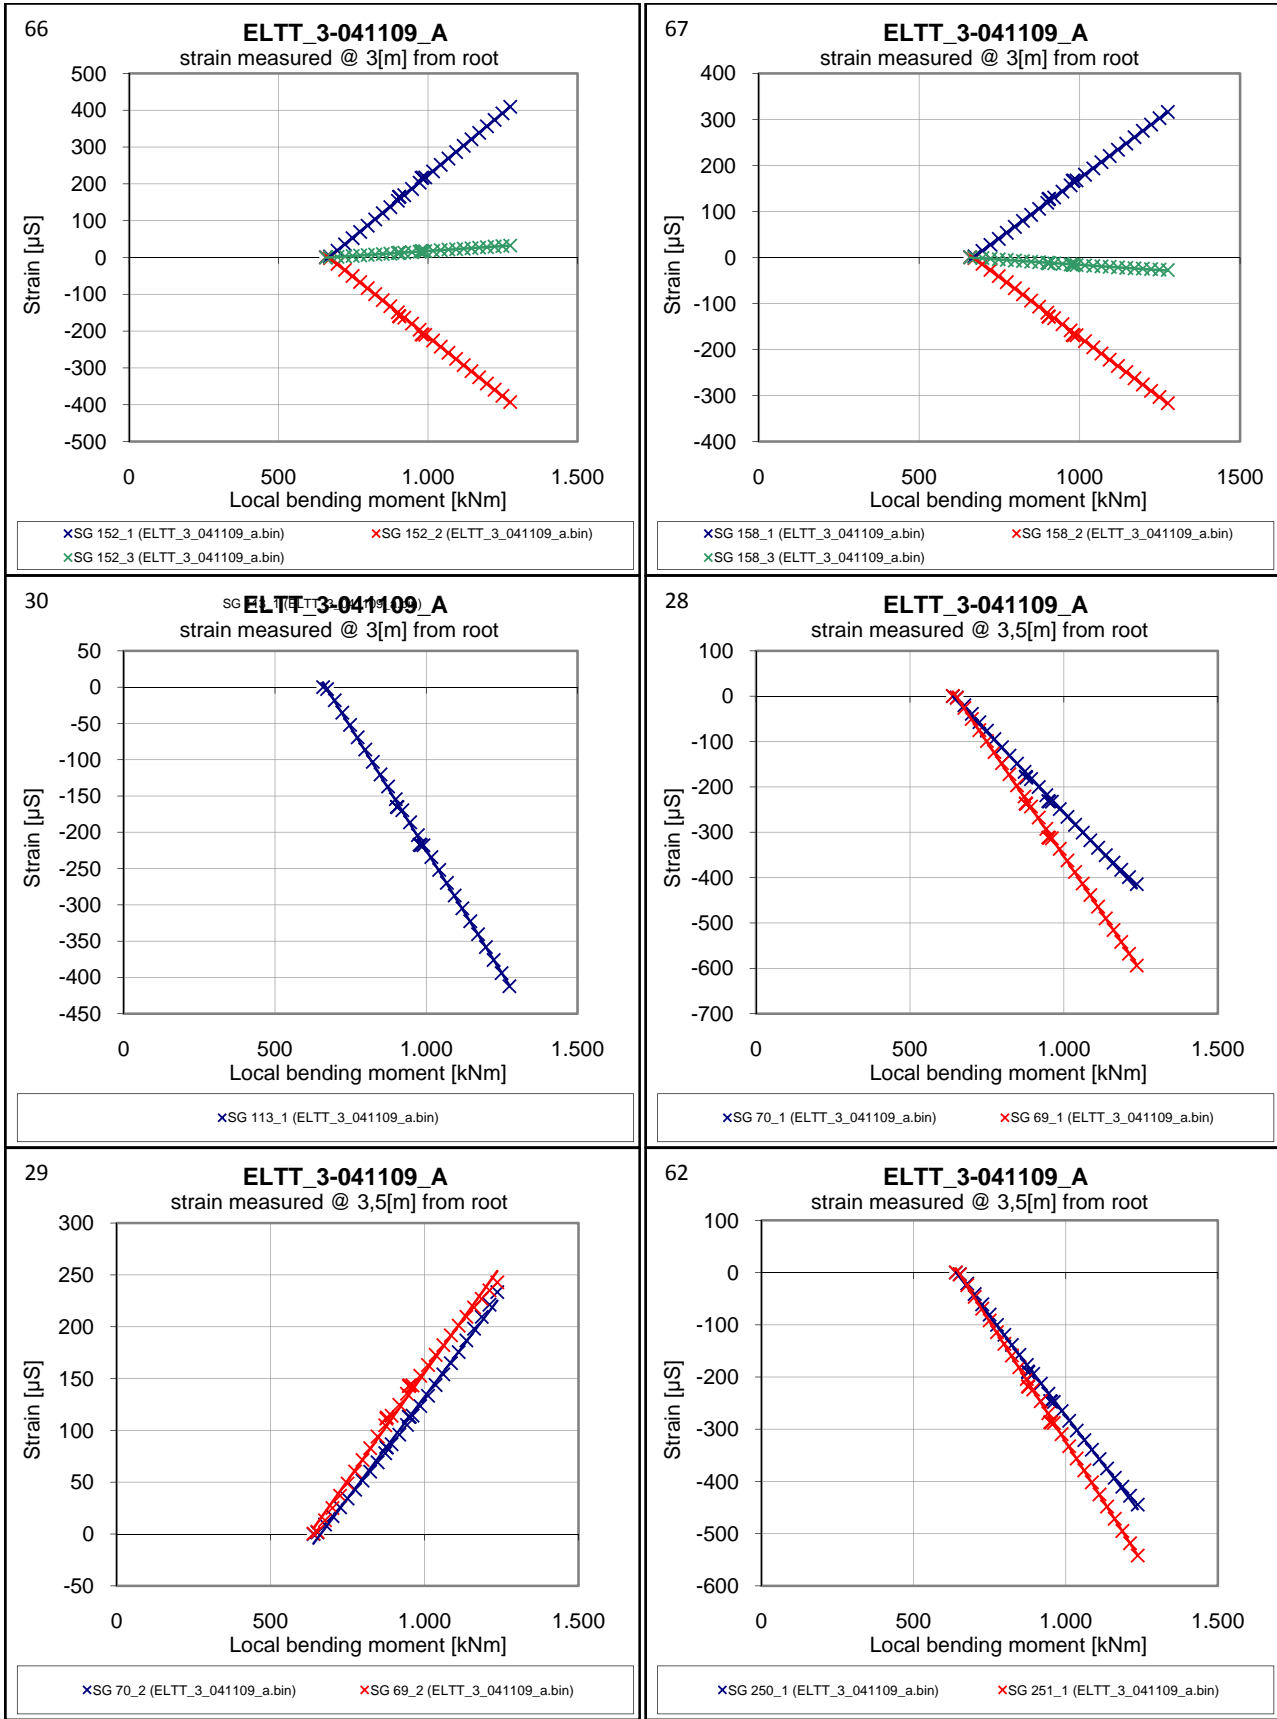 66
ELTT_3-041109_A
strain measured @ 3[m] from root
500
400
300
200
100
0
-100
-200
-300
-400
-500
Strain [µS]
0 500 1.000 1.500
Local bending moment [kNm]
SG 152_1 (ELTT_3_041109_a.bin) SG 152_2 (ELTT_3_041109_a.bin)
SG 152_3 (ELTT_3_041109_a.bin)
67
ELTT_3-041109_A
strain measured @ 3[m] from root
400
300
200
100
0
-100
-200
-300
-400
Strain [µS]
0 500 1000 1500
Local bending moment [kNm]
SG 158_1 (ELTT_3_041109_a.bin) SG 158_2 (ELTT_3_041109_a.bin)
SG 158_3 (ELTT_3_041109_a.bin)
30
SG 113_1 (ELTT_3_041109_a.bin)
ELTT_3-041109_A
strain measured @ 3[m] from root
50
0
-50
-100
-150
-200
-250
-300
-350
-400
-450
Strain [µS]
0 500 1.000 1.500
Local bending moment [kNm]
SG 113_1 (ELTT_3_041109_a.bin)
28
ELTT_3-041109_A
strain measured @ 3,5[m] from root
100
0
-100
-200
-300
-400
-500
-600
-700
Strain [µS]
0 500 1.000 1.500
Local bending moment [kNm]
SG 70_1 (ELTT_3_041109_a.bin) SG 69_1 (ELTT_3_041109_a.bin)
29
ELTT_3-041109_A
strain measured @ 3,5[m] from root
300
250
200
150
100
50
0
-50
Strain [µS]
0 500 1.000 1.500
Local bending moment [kNm]
SG 70_2 (ELTT_3_041109_a.bin) SG 69_2 (ELTT_3_041109_a.bin)
62
ELTT_3-041109_A
strain measured @ 3,5[m] from root
100
0
-100
-200
-300
-400
-500
-600
Strain [µS]
0 500 1.000 1.500
Local bending moment [kNm]
SG 250_1 (ELTT_3_041109_a.bin) SG 251_1 (ELTT_3_041109_a.bin)